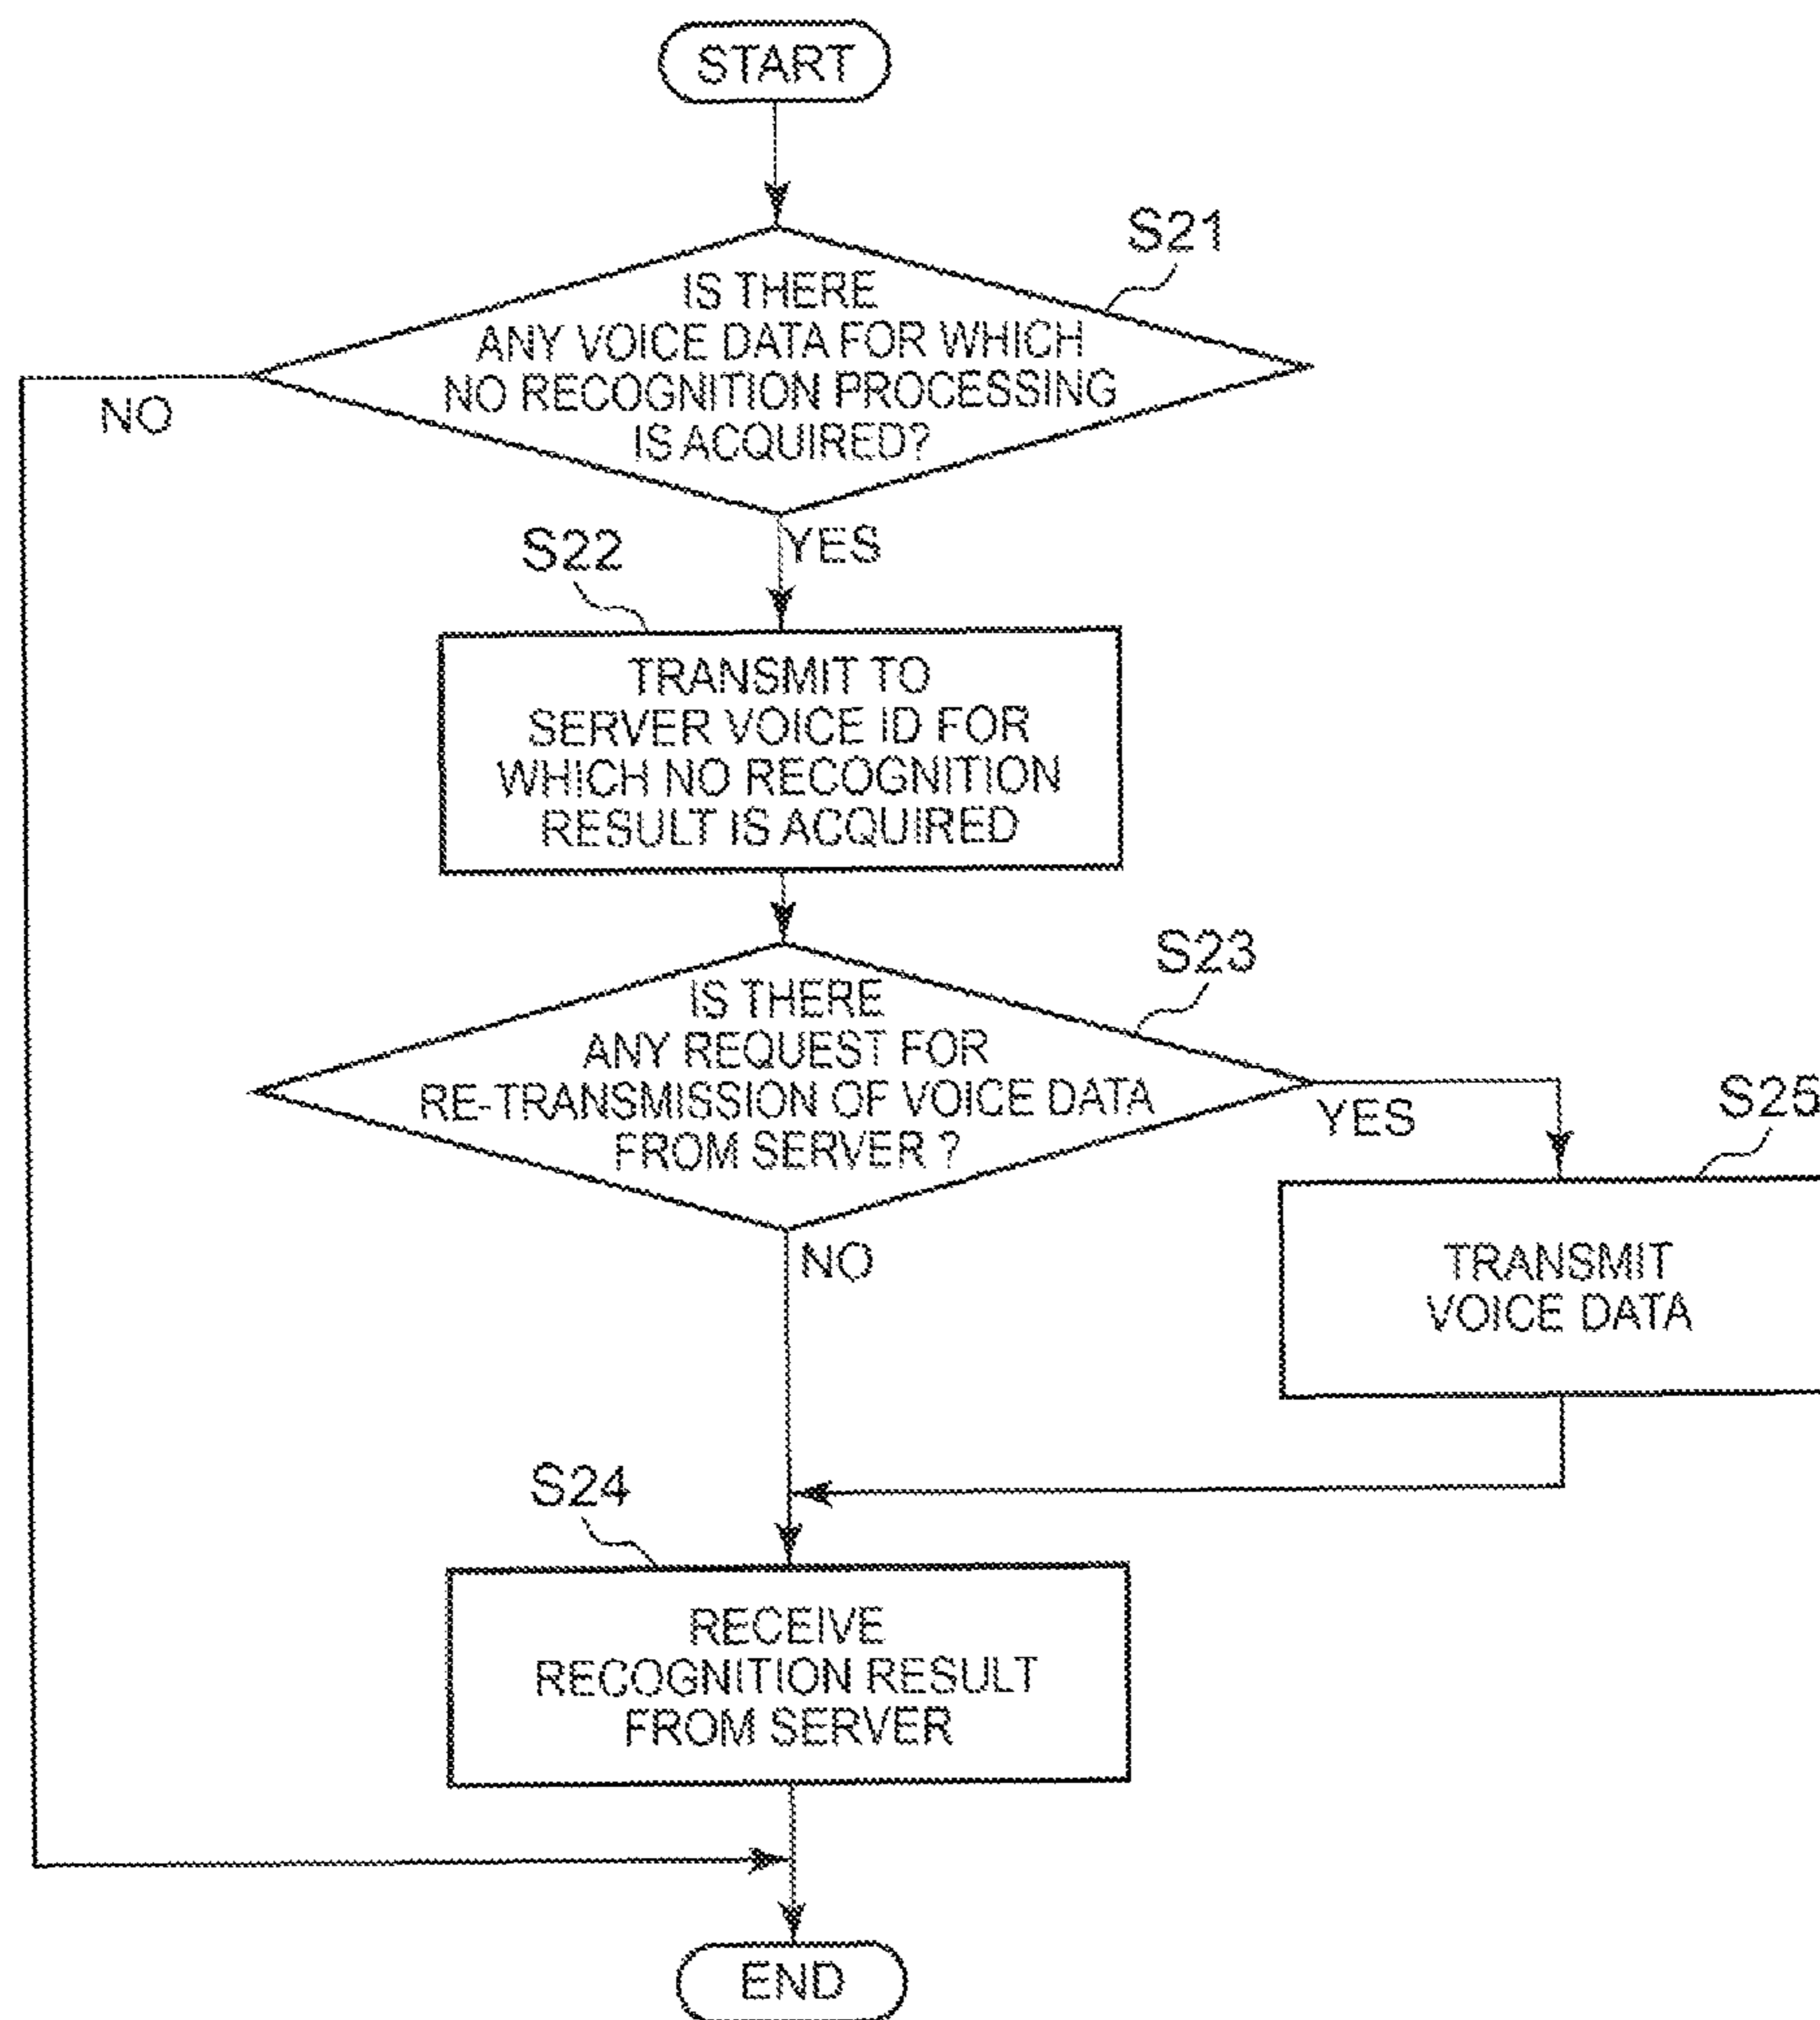 START
S21
IS THERE
ANY VOICE DATA FOR WHICH
NO RECOGNITION PROCESSING
IS ACQUIRED?
NO
YES
S22
TRANSMIT TO
SERVER VOICE ID FOR
WHICH NO RECOGNITION
RESULT IS ACQUIRED
S23
IS THERE
ANY REQUEST FOR
RE-TRANSMISSION OF VOICE DATA
FROM SERVER ?
YES
S25
NO
TRANSMIT
VOICE DATA
S24
RECEIVE
RECOGNITION RESULT
FROM SERVER
END